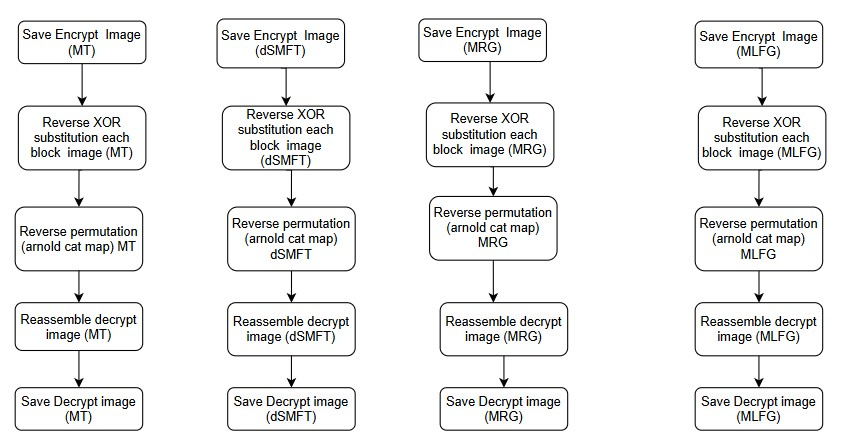 Save Encrypt Image
(MT)
Reverse XOR
substitution each
block image (MT)
Reverse permutation
(arnold cat map) MT
Reassemble decrypt
image (MT)
Save Decrypt image
(MT)
Save Encrypt Image
(dSMFT)
Reverse XOR
substitution each
block image
(dSMFT)
Reverse permutation
(arnold cat map)
dSMFT
Reassemble decrypt
image (dSMFT)
Save Decrypt image
(dSMFT)
Save Encrypt Image
(MRG)
Reverse XOR
substitution each
block image (MRG)
Reverse permutation
(arnold cat map)
MRG
Reassemble decrypt
image (MRG)
Save Decrypt image
(MRG)
Save Encrypt Image
(MLFG)
Reverse XOR
substitution each
block image (MLFG)
Reverse permutation
(arnold cat map)
MLFG
Reassemble decrypt
image (MLFG)
Save Decrypt image
(MLFG)